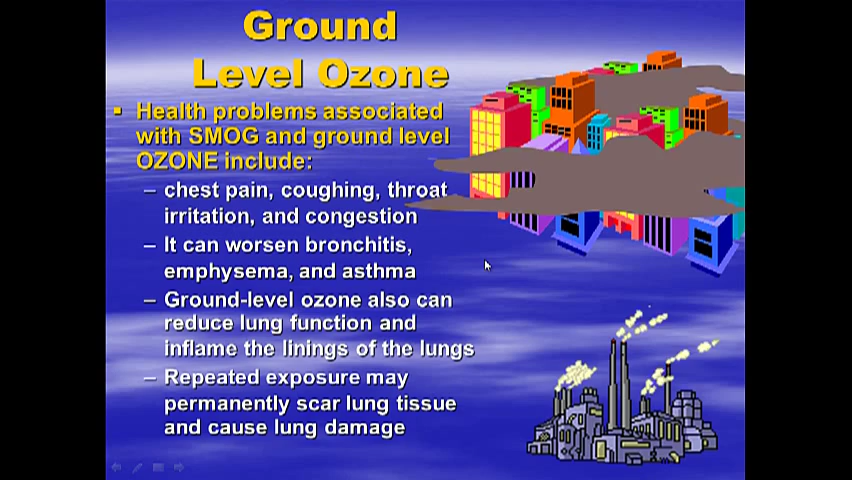 Ground
Level Ozone
▪ Health problems associated
with SMOG and ground level
OZONE include:
– chest pain, coughing, throat
irritation, and congestion
– It can worsen bronchitis,
emphysema, and asthma
– Ground-level ozone also can
reduce lung function and
inflame the linings of the lungs
– Repeated exposure may
permanently scar lung tissue
and cause lung damage